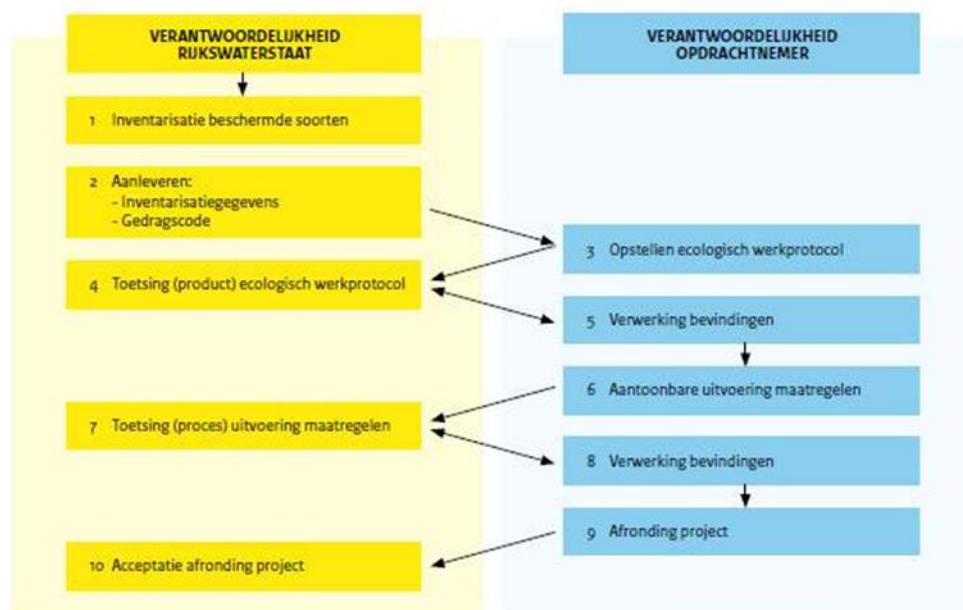 VERANTWOORDELIJKHEID
RIJKSWATERSTAAT
VERANTWOORDELIJKHEID
OPDRACHTNEMER
1 Inventarisatie beschermde soorten
2 Aanleveren:
- Inventarisatiegegevens
- Gedragscode
3 Opstellen ecologisch werkprotocol
4 Toetsing (product) ecologisch werkprotocol
5 Verwerking bevindingen
6 Aantoonbare uitvoering maatregelen
7 Toetsing (proces) uitvoering maatregelen
8 Verwerking bevindingen
9 Afronding project
10 Acceptatie afronding project